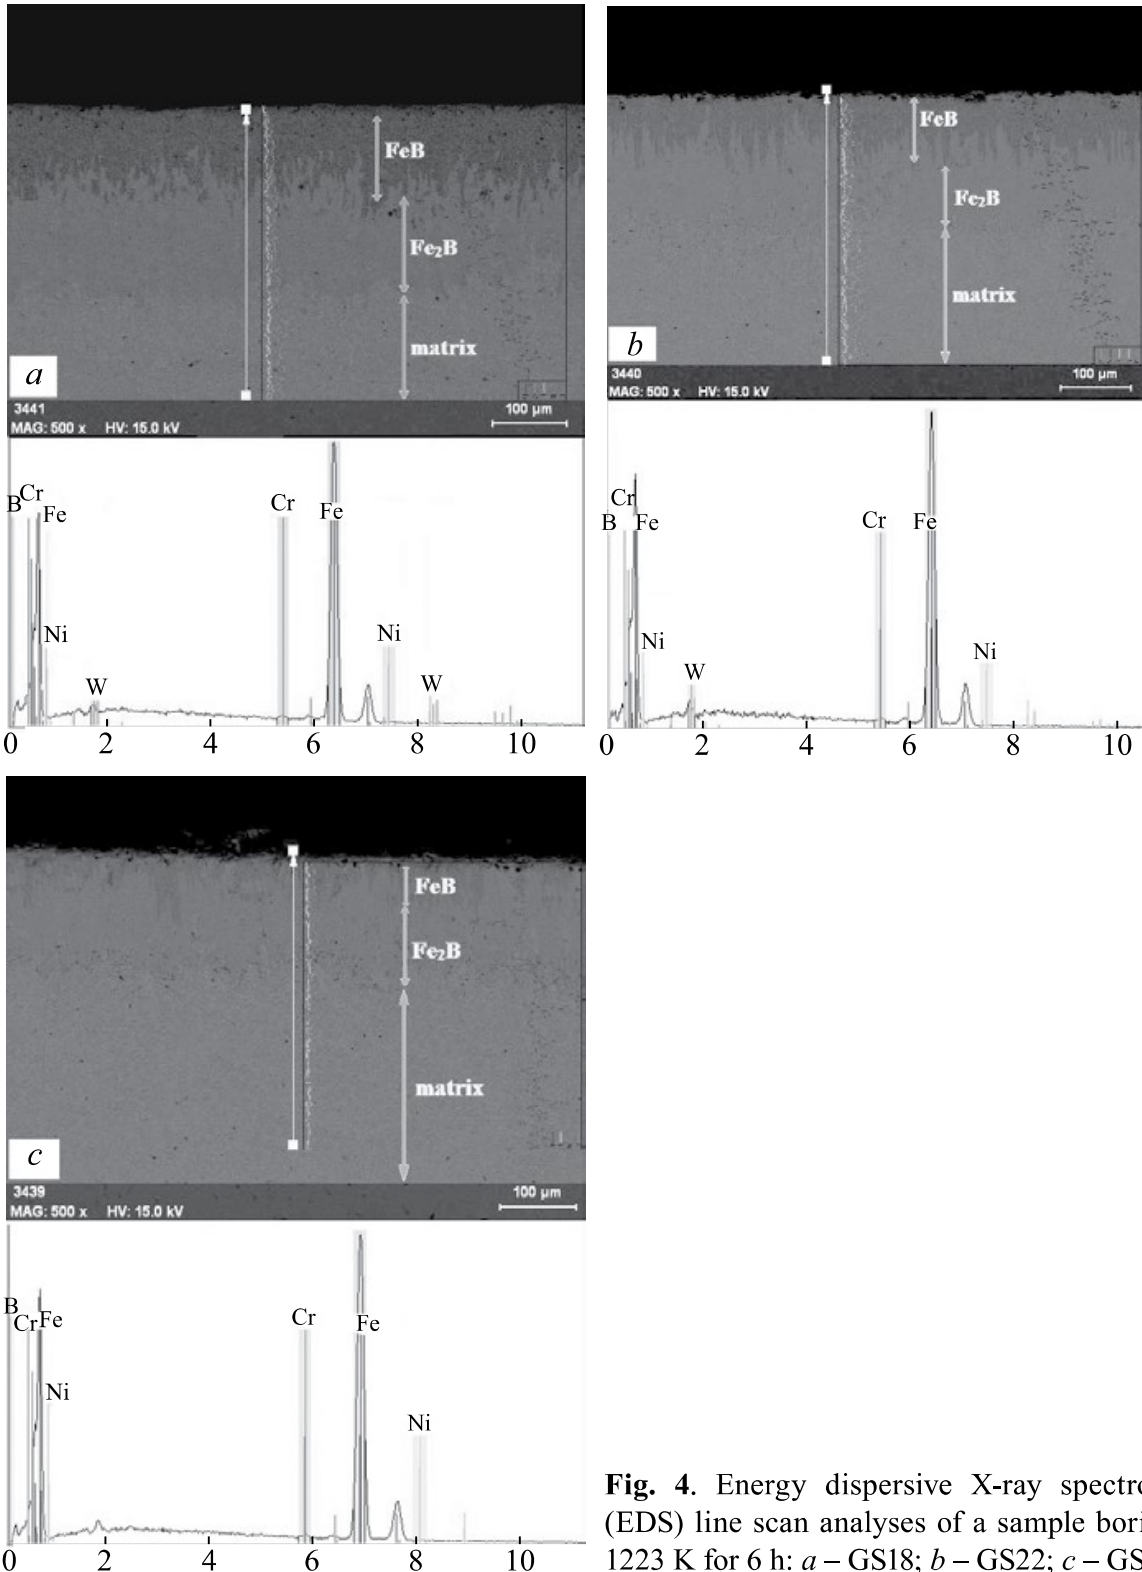 FeB
Fe₂B
matrix
a
3441
MAG: 500 x HV: 15.0 kV
100 µm
FeB
Fe₂B
matrix
b
3440
MAG: 500 x HV: 15.0 kV
100 µm
B Cr Fe Ni W Cr Fe Ni W
0 2 4 6 8 10
B Cr Fe Ni W Cr Fe Ni
0 2 4 6 8 10
FeB
Fe₂B
matrix
c
3439
MAG: 500 x HV: 15.0 kV
100 µm
B Cr Fe Ni Cr Fe Ni
0 2 4 6 8 10
Fig. 4. Energy dispersive X-ray
(EDS) line scan analyses of a sample
1223 K for 6 h: a – GS18; b – GS22; c –